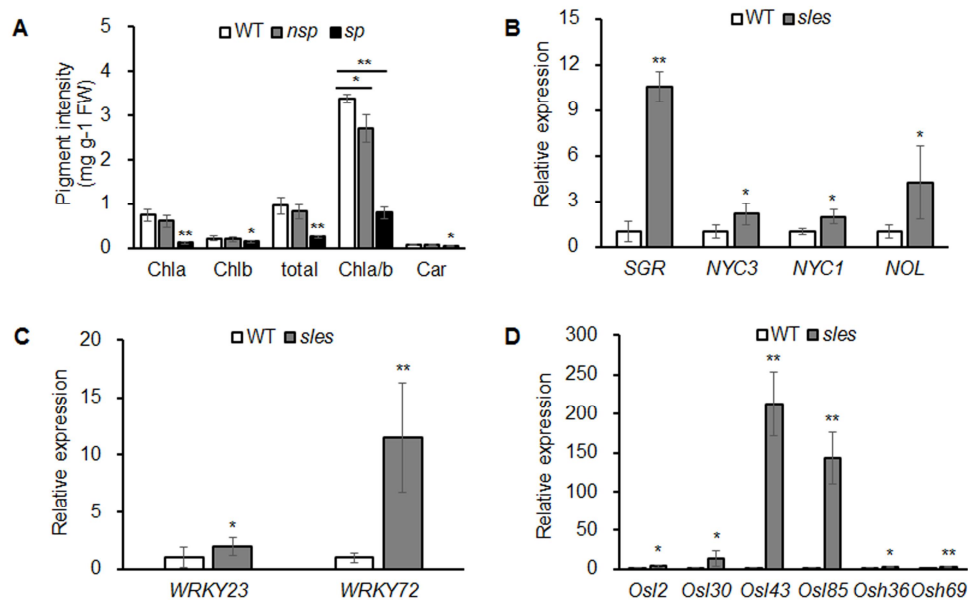 A
WT nsp sp
Pigment intensity
(mg g-1 FW)
5
4
3
2
1
0
**
*
** * ** *
Chla Chlb total Chla/b Car
B
WT sles
Relative expression
15
12
9
6
3
0
** * * *
SGR NYC3 NYC1 NOL
C
WT sles
Relative expression
20
15
10
5
0
* **
WRKY23 WRKY72
D
WT sles
Relative expression
300
250
200
150
100
50
0
* * ** ** * **
Osl2 Osl30 Osl43 Osl85 Osh36 Osh69